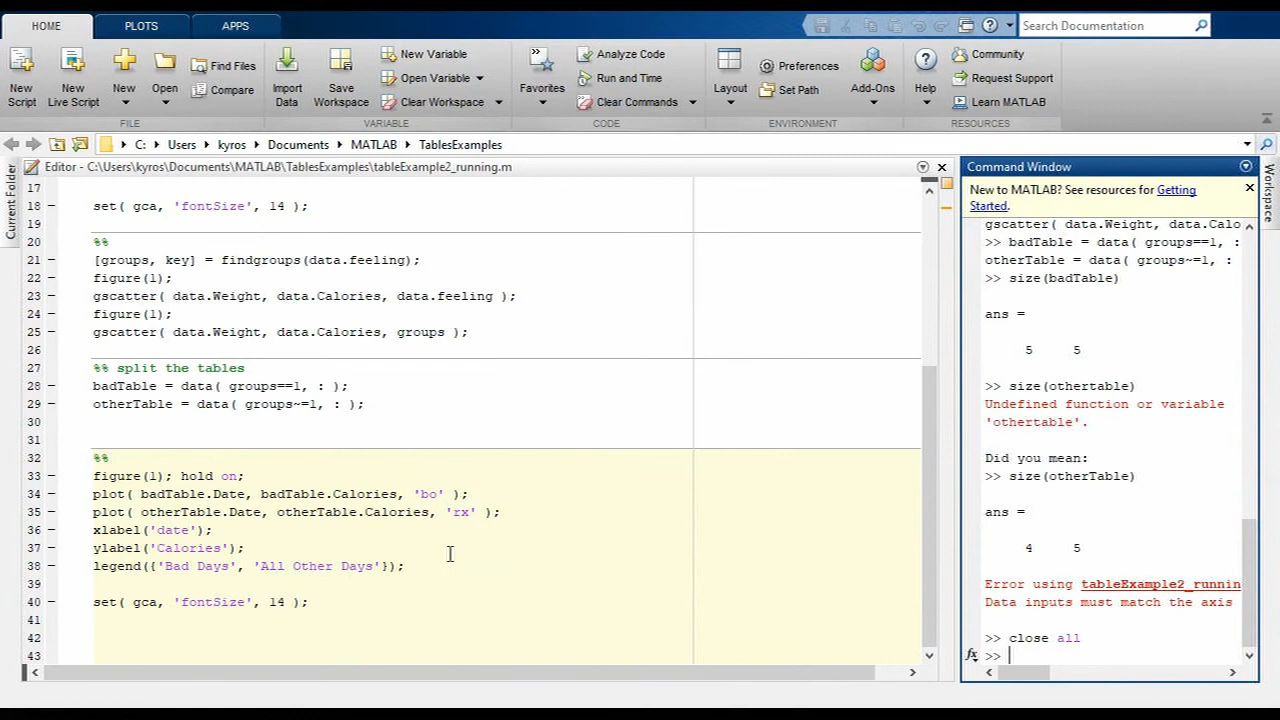 HOME PLOTS APPS
Search Documentation
New Script
New Live Script
New
Open
Find Files
Compare
Import Data
Save Workspace
New Variable
Open Variable
Clear Workspace
Favorites
Analyze Code
Run and Time
Clear Commands
Layout
Preferences
Set Path
Add-Ons
Help
Community
Request Support
Learn MATLAB
FILE VARIABLE CODE ENVIRONMENT RESOURCES
C: Users kyros Documents MATLAB TablesExamples
Current Folder
Editor - C:\Users\kyros\Documents\MATLAB\TablesExamples\tableExample2_running.m
17
18 set( gca, 'fontSize', 14 );
19
20 %%
21 [groups, key] = findgroups(data.feeling);
22 figure(1);
23 gscatter( data.Weight, data.Calories, data.feeling );
24 figure(1);
25 gscatter( data.Weight, data.Calories, groups );
26
27 %% split the tables
28 badTable = data( groups==1, : );
29 otherTable = data( groups~=1, : );
30
31
32 %%
33 figure(1); hold on;
34 plot( badTable.Date, badTable.Calories, 'bo' );
35 plot( otherTable.Date, otherTable.Calories, 'rx' );
36 xlabel('date');
37 ylabel('Calories');
38 legend({'Bad Days', 'All Other Days'});
39
40 set( gca, 'fontSize', 14 );
41
42
43
Command Window
New to MATLAB? See resources for Getting
Started.
gscatter( data.Weight, data.Calo
>> badTable = data( groups==1, :
otherTable = data( groups~=1, :
>> size(badTable)
ans =
5 5
>> size(othertable)
Undefined function or variable
'othertable'.
Did you mean:
>> size(otherTable)
ans =
4 5
Error using tableExample2_runnin
Data inputs must match the axis
>> close all
fx >>
Workspace